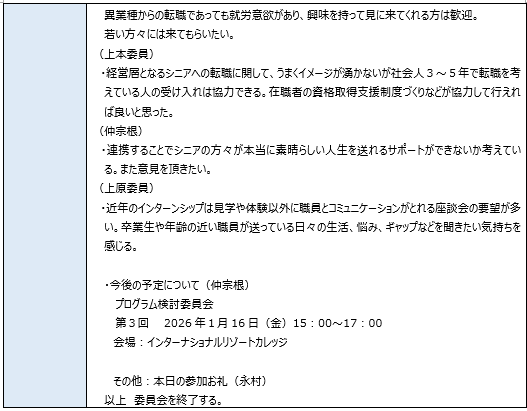 異業種からの転職であっても就労意欲があり、興味を持って見に来てくれる方は歓迎。
若い方々には来てもらいたい。
（上本委員）
・経営層となるシニアへの転職に関して、うまくイメージが湧かないが社会人３～５年で転職を考
えている人の受け入れは協力できる。在職者の資格取得支援制度づくりなどが協力して行えれ
ば良いと思った。
（仲宗根）
・連携することでシニアの方々が本当に素晴らしい人生を送れるサポートができないか考えてい
る。また意見を頂きたい。
（上原委員）
・近年のインターンシップは見学や体験以外に職員とコミュニケーションがとれる座談会の要望が多
い。卒業生や年齢の近い職員が送っている日々の生活、悩み、ギャップなどを聞きたい気持ちを
感じる。
・今後の予定について（仲宗根）
プログラム検討委員会
第３回　2026年１月16日（金）15：00～17：00
会場：インターナショナルリゾートカレッジ
その他：本日の参加お礼（永村）
以上　委員会を終了する。